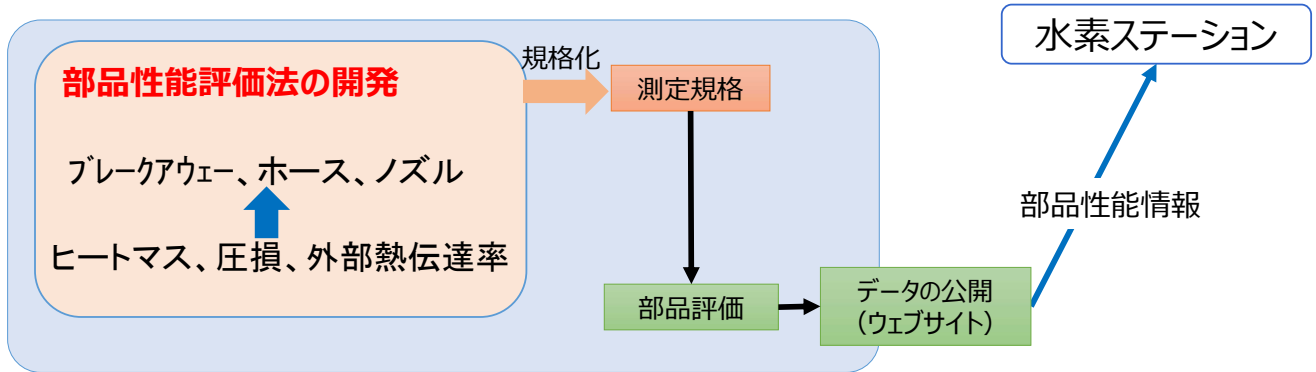 水素ステーション
規格化
部品性能評価法の開発
測定規格
ブレークアウェー、ホース、ノズル
部品性能情報
ヒートマス、圧損、外部熱伝達率
部品評価
データの公開
（ウェブサイト）